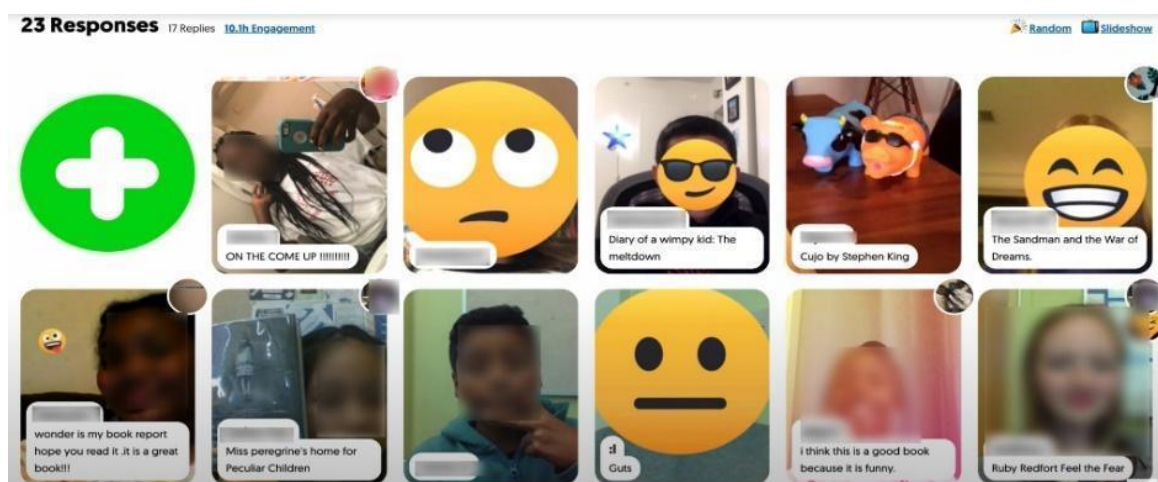 23 Responses 17 Replies 10.1h Engagement
Random Slideshow
ON THE COME UP !!!!!!!!!!
Diary of a wimpy kid: The
meltdown
Cujo by Stephen King
The Sandman and the War of
Dreams.
wonder is my book report
hope you read it .it is a great
book!!!
Miss peregrine's home for
Peculiar Children
:l
Guts
i think this is a good book
because it is funny.
Ruby Redfort Feel the Fear